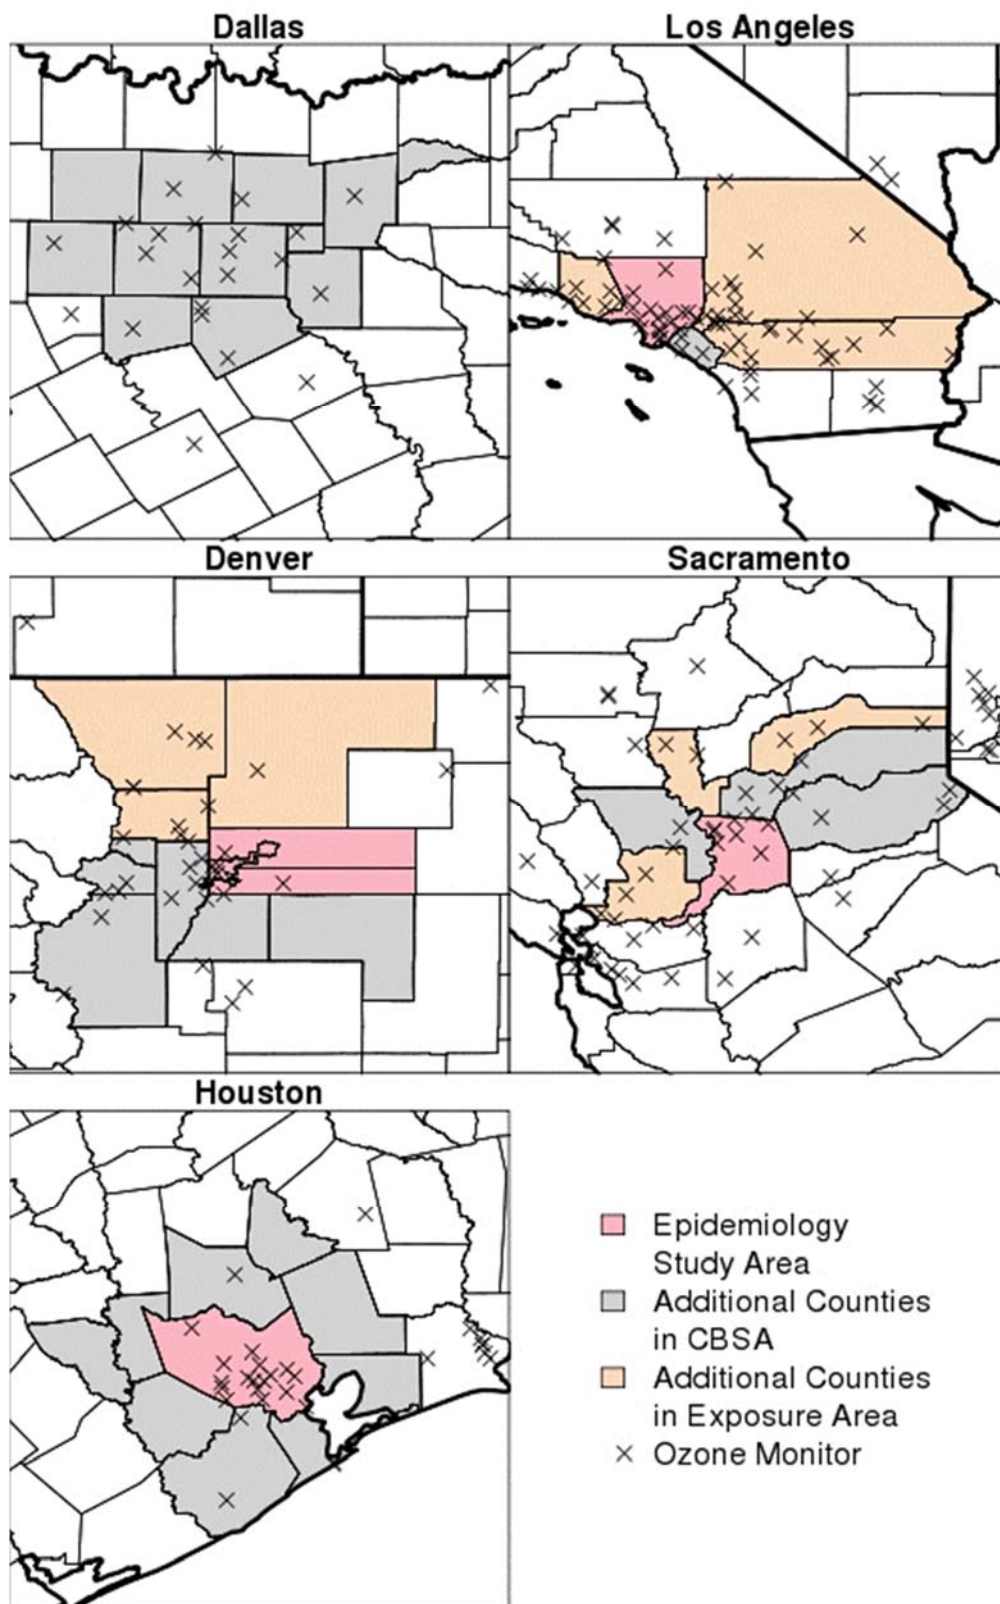 Dallas
Los Angeles
Denver
Sacramento
Houston
Epidemiology
Study Area
Additional Counties
in CBSA
Additional Counties
in Exposure Area
Ozone Monitor